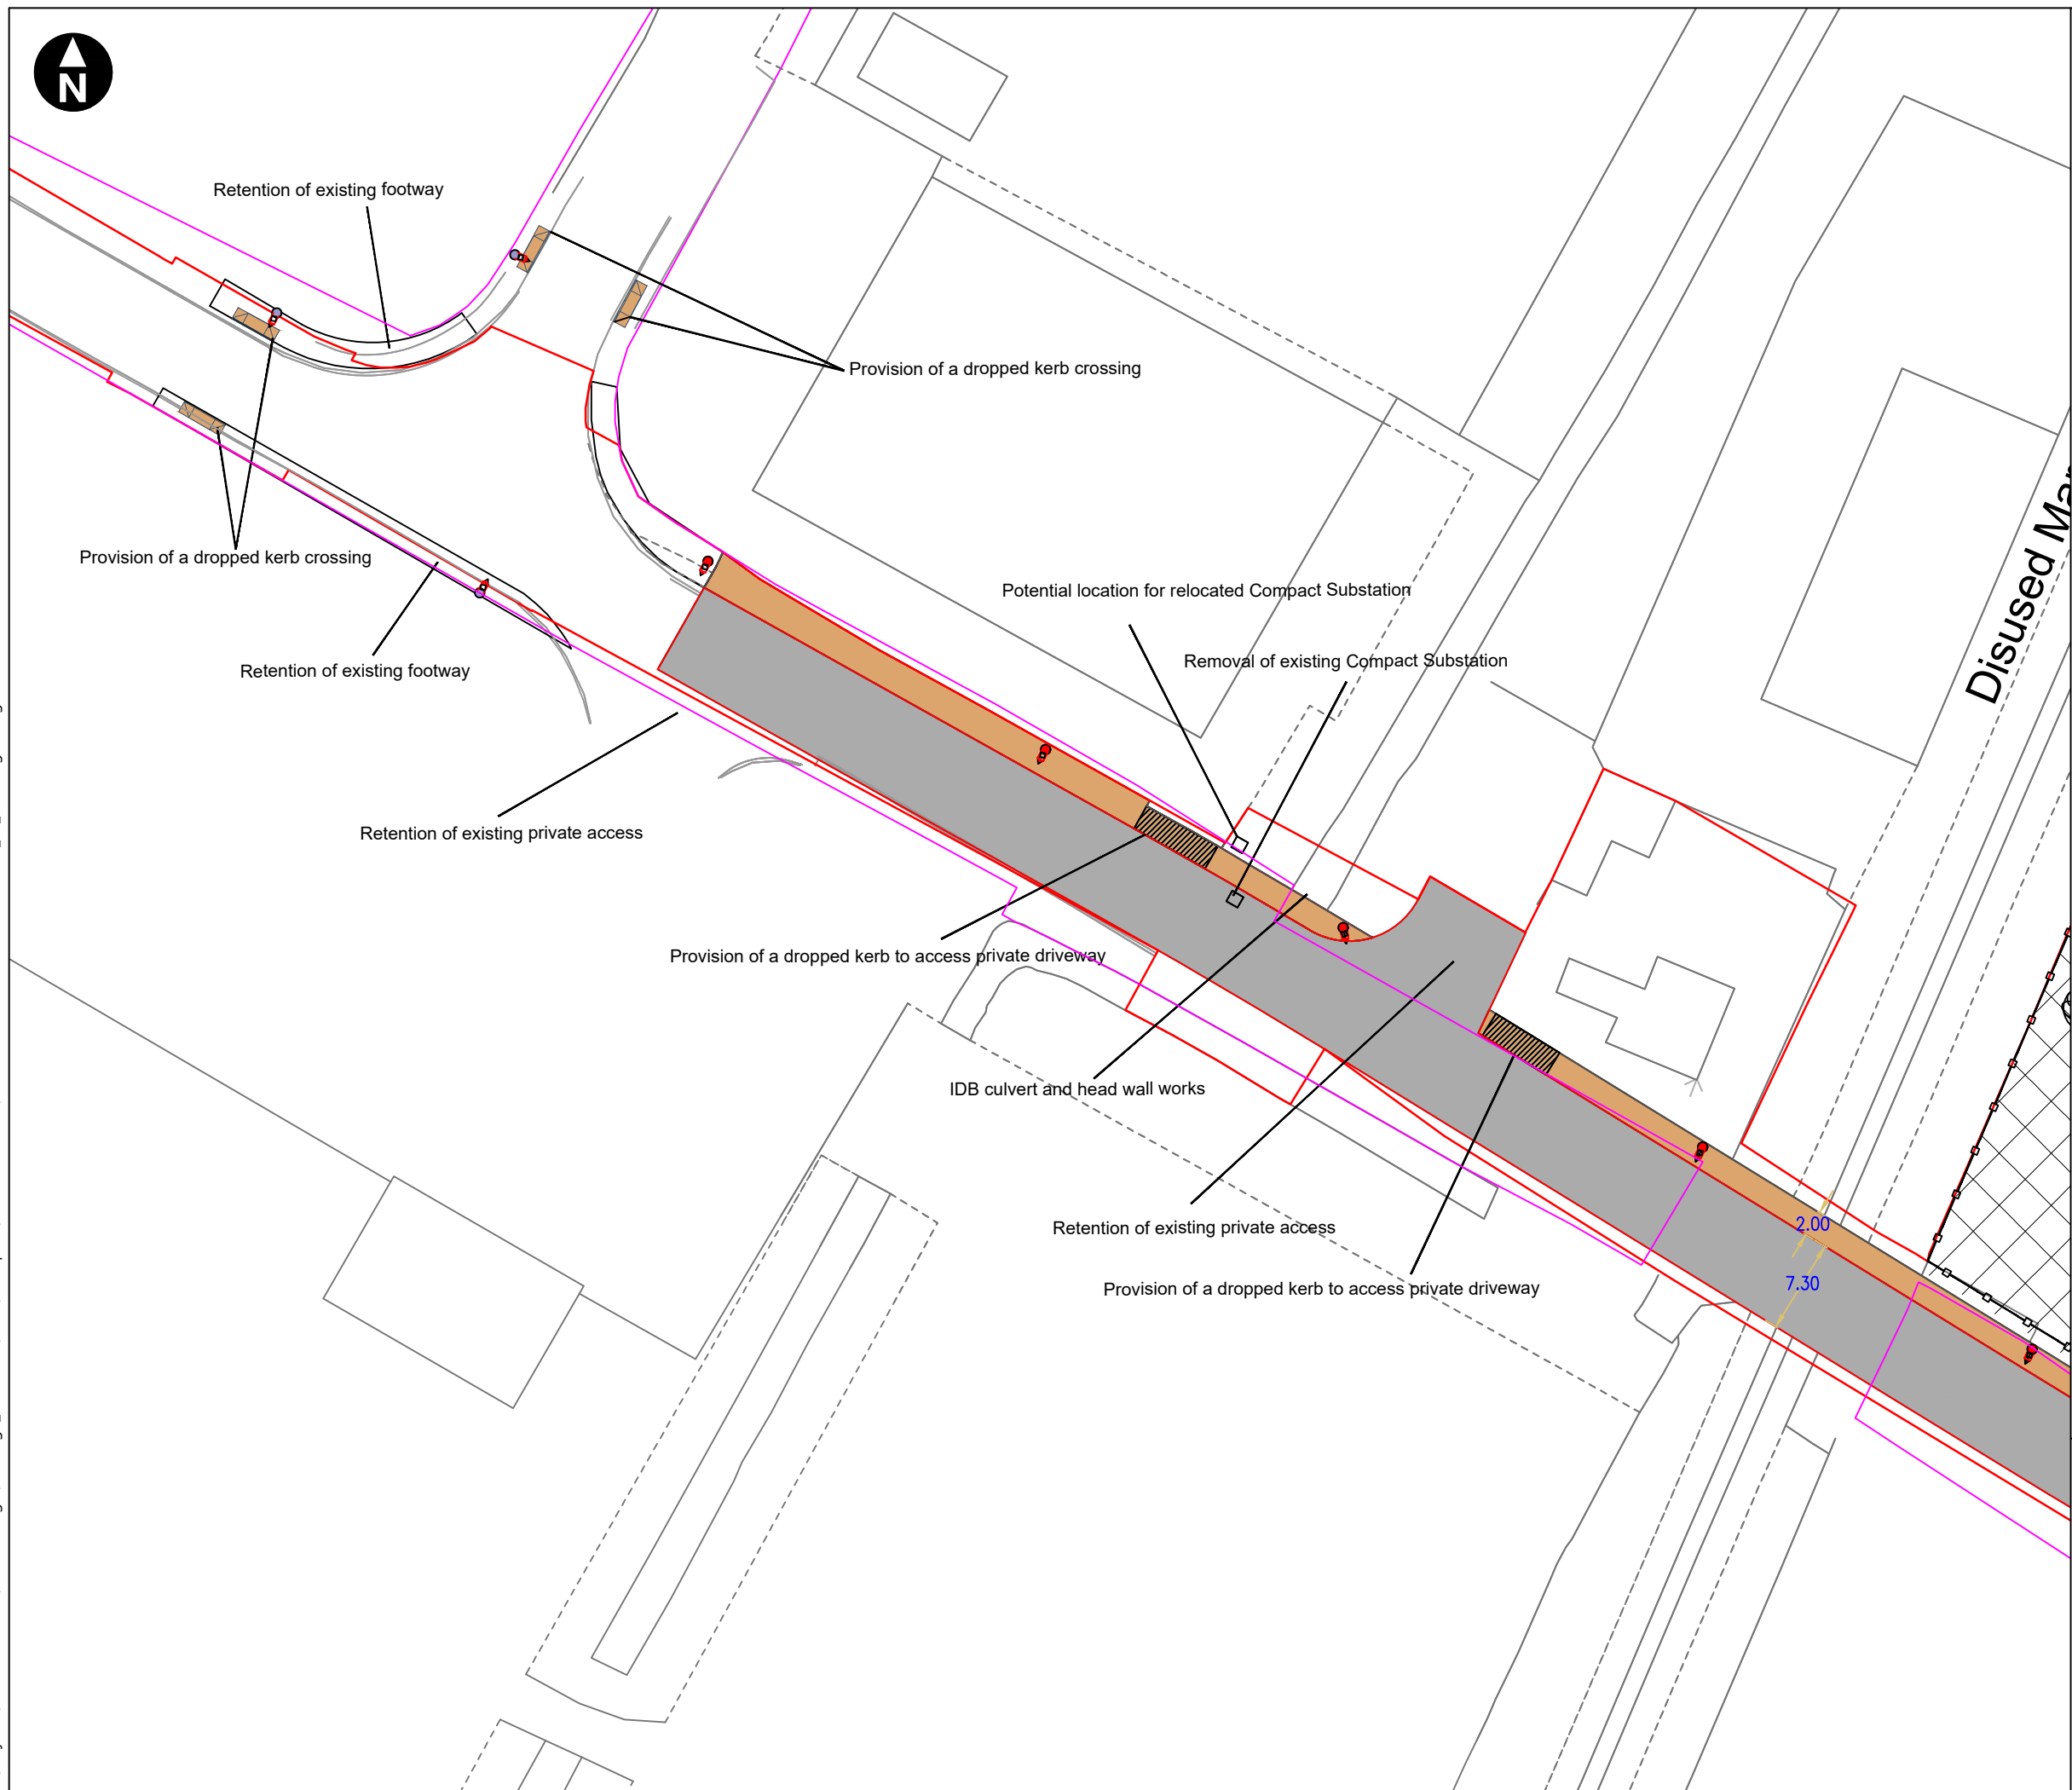 N
Retention of existing footway
Provision of a dropped kerb crossing
Provision of a dropped kerb crossing
Potential location for relocated Compact Substation
Removal of existing Compact Substation
Retention of existing footway
Disused
Retention of existing private access
Provision of a dropped kerb to access private driveway
IDB culvert and head wall works
Retention of existing private access
2.00
7.30
Provision of a dropped kerb to access private driveway